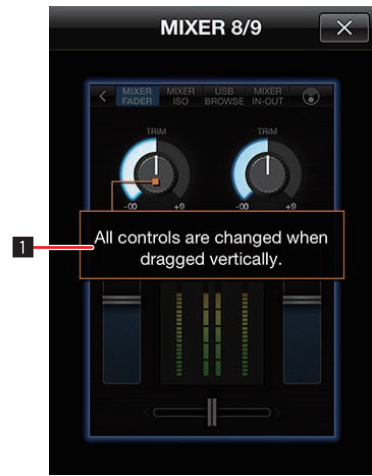 MIXER 8/9
MIXER MIXER USB MIXER
FADER ISO BROWSE IN-OUT
TRIM TRIM
-∞ +9 -∞ +9
1
All controls are changed when
dragged vertically.